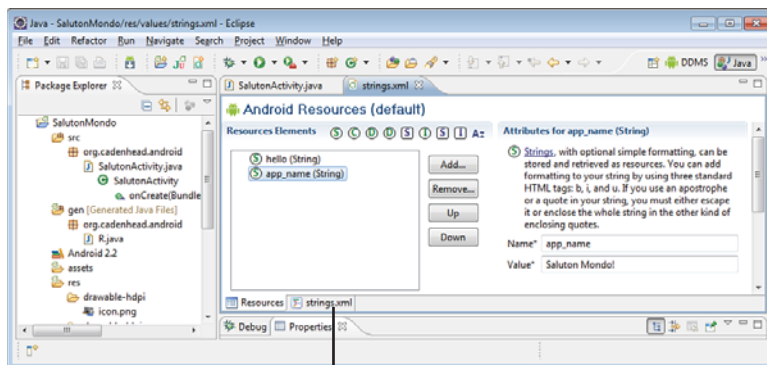 Java - SalutonMondo/res/values/strings.xml - Eclipse
File Edit Refactor Run Navigate Search Project Window Help
DDMS Java
Package Explorer
SalutonMondo
src
org.cadenhead.android
SalutonActivity.java
SalutonActivity
onCreate(Bundle
gen [Generated Java Files]
org.cadenhead.android
R.java
Android 2.2
assets
res
drawable-hdpi
icon.png
SalutonActivity.java strings.xml
Android Resources (default)
Resources Elements S C D D S I S I Az
S hello (String)
S app_name (String)
Add...
Remove...
Up
Down
Attributes for app_name (String)
S Strings, with optional simple formatting, can be
stored and retrieved as resources. You can add
formatting to your string by using three standard
HTML tags: b, i, and u. If you use an apostrophe
or a quote in your string, you must either escape
it or enclose the whole string in the other kind of
enclosing quotes.
Name* app_name
Value* Saluton Mondo!
Resources strings.xml
Debug Properties